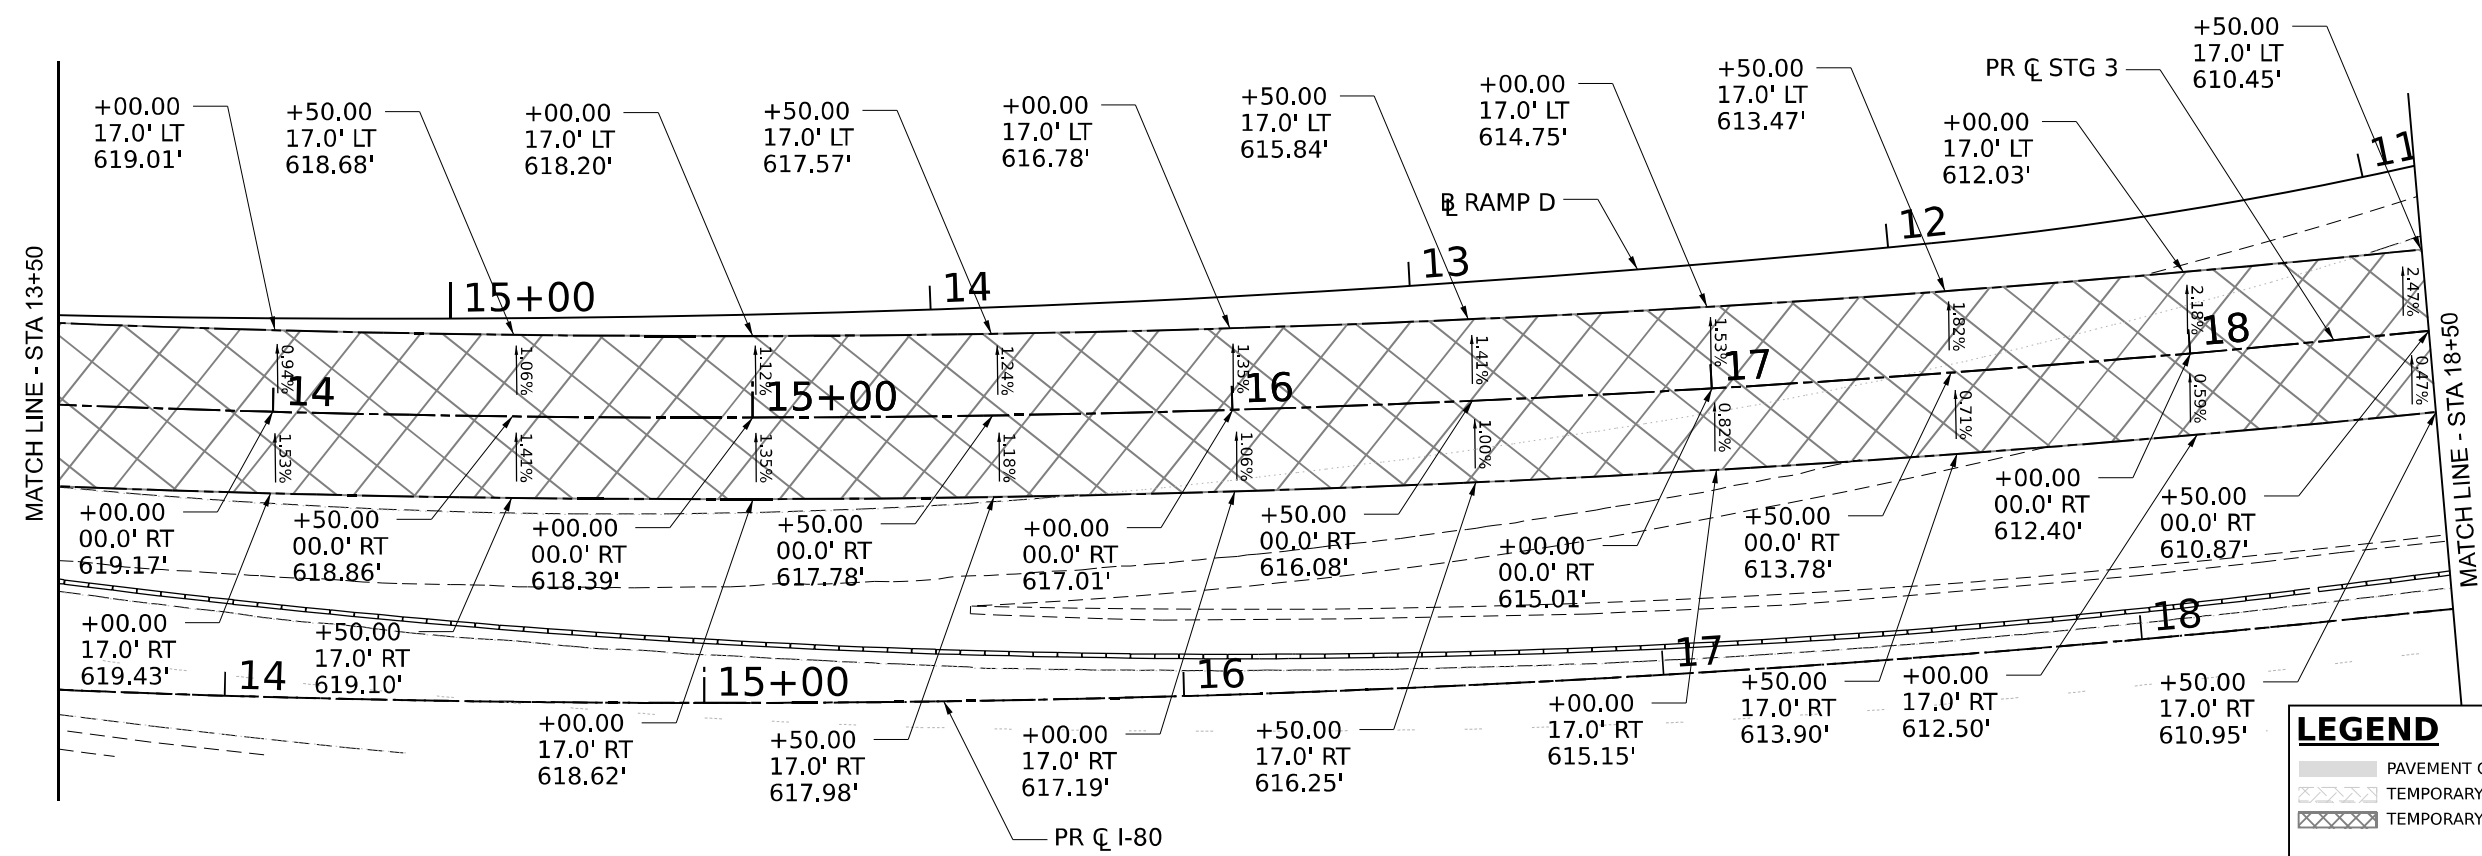 +00.00
17.0' LT
619.01'
+50.00
17.0' LT
618.68'
+00.00
17.0' LT
618.20'
+50.00
17.0' LT
617.57'
+00.00
17.0' LT
616.78'
+50.00
17.0' LT
615.84'
+00.00
17.0' LT
614.75'
+50.00
17.0' LT
613.47'
PR ℄ STG 3
+00.00
17.0' LT
612.03'
+50.00
17.0' LT
610.45'
BL RAMP D
15+00
14
13
12
11
MATCH LINE - STA 13+50
MATCH LINE - STA 18+50
0.94%
1.06%
1.12%
1.24%
1.35%
1.41%
1.53%
1.82%
2.18%
2.47%
14
15+00
16
17
18
1.53%
1.41%
1.35%
1.18%
1.06%
1.00%
0.82%
0.71%
0.59%
0.47%
+00.00
00.0' RT
619.17'
+50.00
00.0' RT
618.86'
+00.00
00.0' RT
618.39'
+50.00
00.0' RT
617.78'
+00.00
00.0' RT
617.01'
+50.00
00.0' RT
616.08'
+00.00
00.0' RT
615.01'
+50.00
00.0' RT
613.78'
+00.00
00.0' RT
612.40'
+50.00
00.0' RT
610.87'
+00.00
17.0' RT
619.43'
+50.00
17.0' RT
619.10'
+00.00
17.0' RT
618.62'
+50.00
17.0' RT
617.98'
+00.00
17.0' RT
617.19'
+50.00
17.0' RT
616.25'
+00.00
17.0' RT
615.15'
+50.00
17.0' RT
613.90'
+00.00
17.0' RT
612.50'
+50.00
17.0' RT
610.95'
14
15+00
16
17
18
PR ℄ I-80
LEGEND
PAVEMENT
TEMPORARY
TEMPORARY